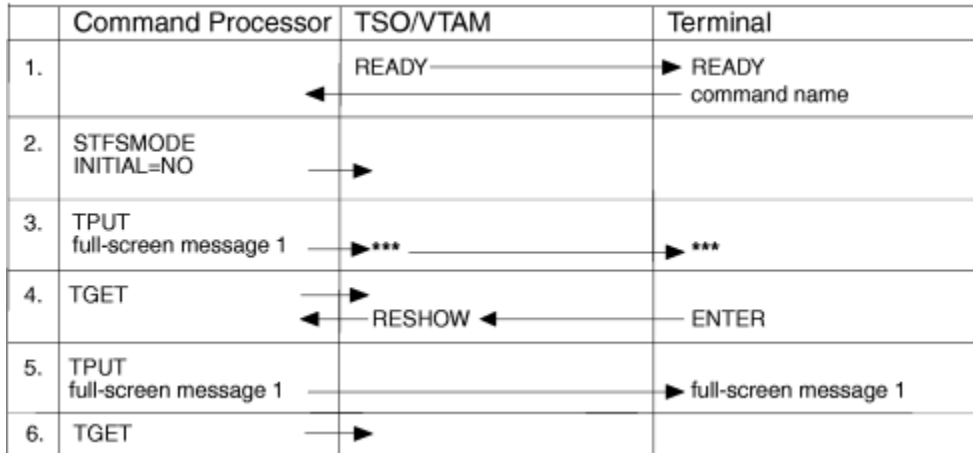 Command Processor TSO/VTAM Terminal
1. READY READY
command name
2. STFSMODE
INITIAL=NO
3. TPUT
full-screen message 1 *** ***
4. TGET
RESHOW ENTER
5. TPUT
full-screen message 1 full-screen message 1
6. TGET